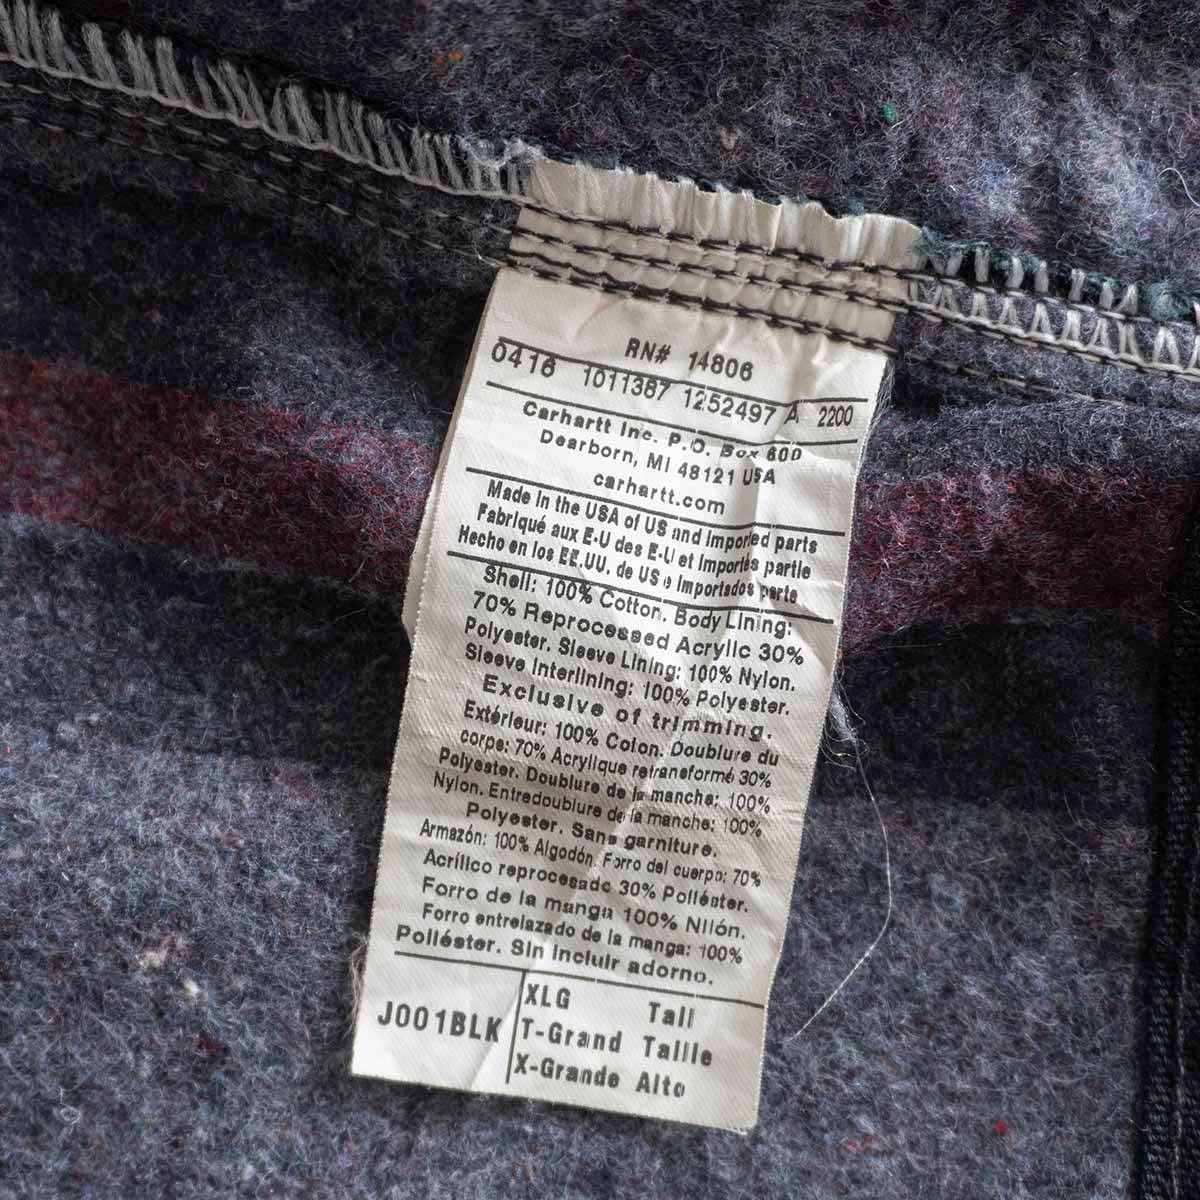 RN# 14806
0416 1011387 1252497 A 2200
Carhartt Inc. P.O. Box 600
Dearborn, MI 48121 USA
carhartt.com
Made in the USA of US and Imported parts
Fabriqué aux E-U des E-U et Importés partie
Hecho en los EE.UU. de US e Importados parte
Shell: 100% Cotton. Body Lining:
70% Reprocessed Acrylic 30%
Polyester. Sleeve Lining: 100% Nylon.
Sleeve Interlining: 100% Polyester.
Exclusive of trimming.
Extérieur: 100% Coton. Doublure du
corps: 70% Acrylique retransformé 30%
Polyester. Doublure de la manche: 100%
Nylon. Entredoublure de la manche: 100%
Polyester. Sans garniture.
Armazón: 100% Algodón. Forro del cuerpo: 70%
Acrílico reprocesado 30% Poliéster.
Forro de la manga 100% Nilón.
Forro entrelazado de la manga: 100%
Poliéster. Sin incluir adorno.
J001BLK
XLG Tall
T-Grand Taille
X-Grande Alto